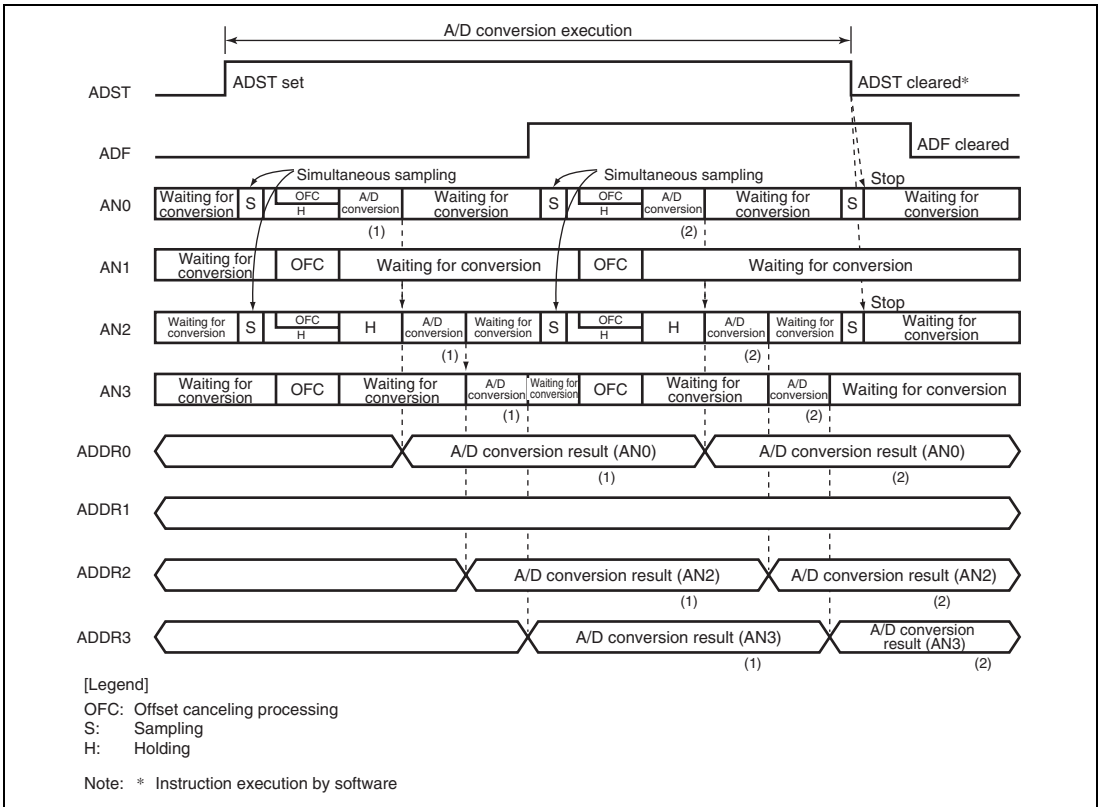 A/D conversion execution
ADST
ADST set
ADST cleared*
ADF
ADF cleared
Simultaneous sampling
Simultaneous sampling
Stop
AN0
Waiting for conversion
S
OFC
H
A/D conversion
Waiting for conversion
S
OFC
H
A/D conversion
Waiting for conversion
S
Waiting for conversion
(1)
(2)
AN1
Waiting for conversion
OFC
Waiting for conversion
OFC
Waiting for conversion
Stop
AN2
Waiting for conversion
S
OFC
H
H
A/D conversion
Waiting for conversion
S
OFC
H
H
A/D conversion
Waiting for conversion
S
Waiting for conversion
(1)
(2)
AN3
Waiting for conversion
OFC
Waiting for conversion
A/D conversion
Waiting for conversion
OFC
Waiting for conversion
A/D conversion
Waiting for conversion
(1)
(2)
ADDR0
A/D conversion result (AN0)
A/D conversion result (AN0)
(1)
(2)
ADDR1
ADDR2
A/D conversion result (AN2)
A/D conversion result (AN2)
(1)
(2)
ADDR3
A/D conversion result (AN3)
A/D conversion result (AN3)
(1)
(2)
[Legend]
OFC: Offset canceling processing
S: Sampling
H: Holding
Note: * Instruction execution by software